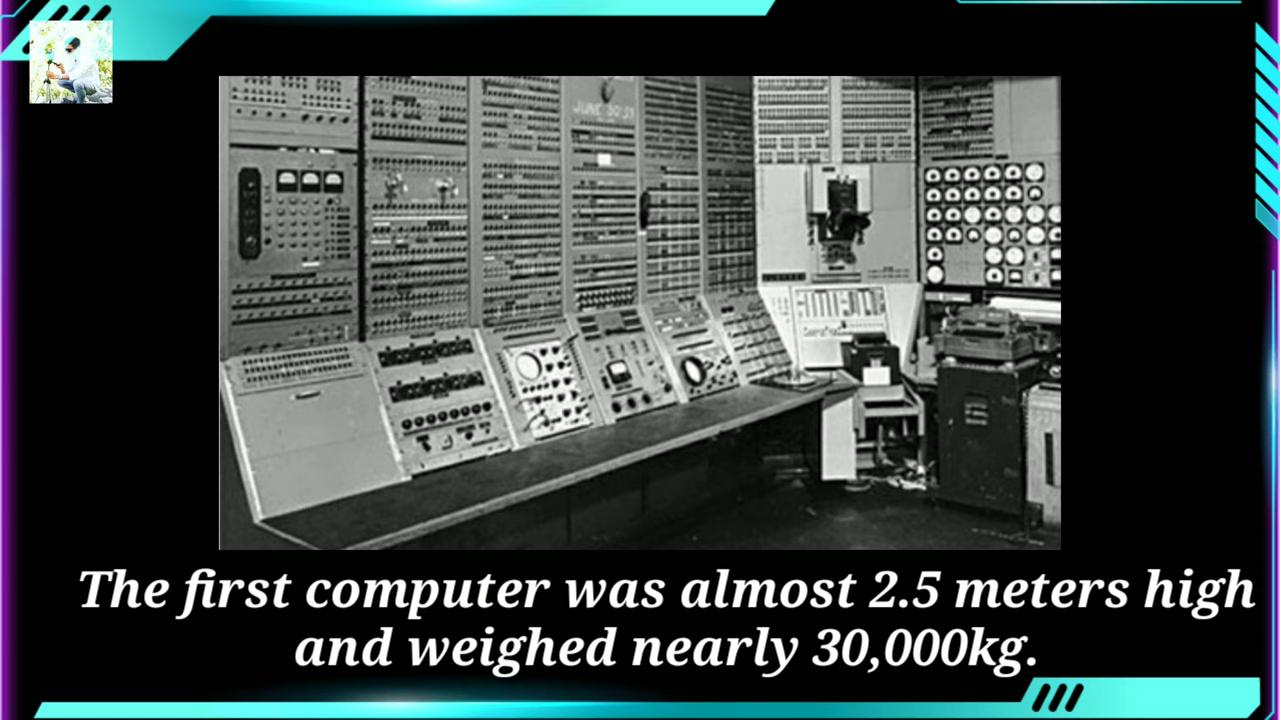 The first computer was almost 2.5 meters high
and weighed nearly 30,000kg.